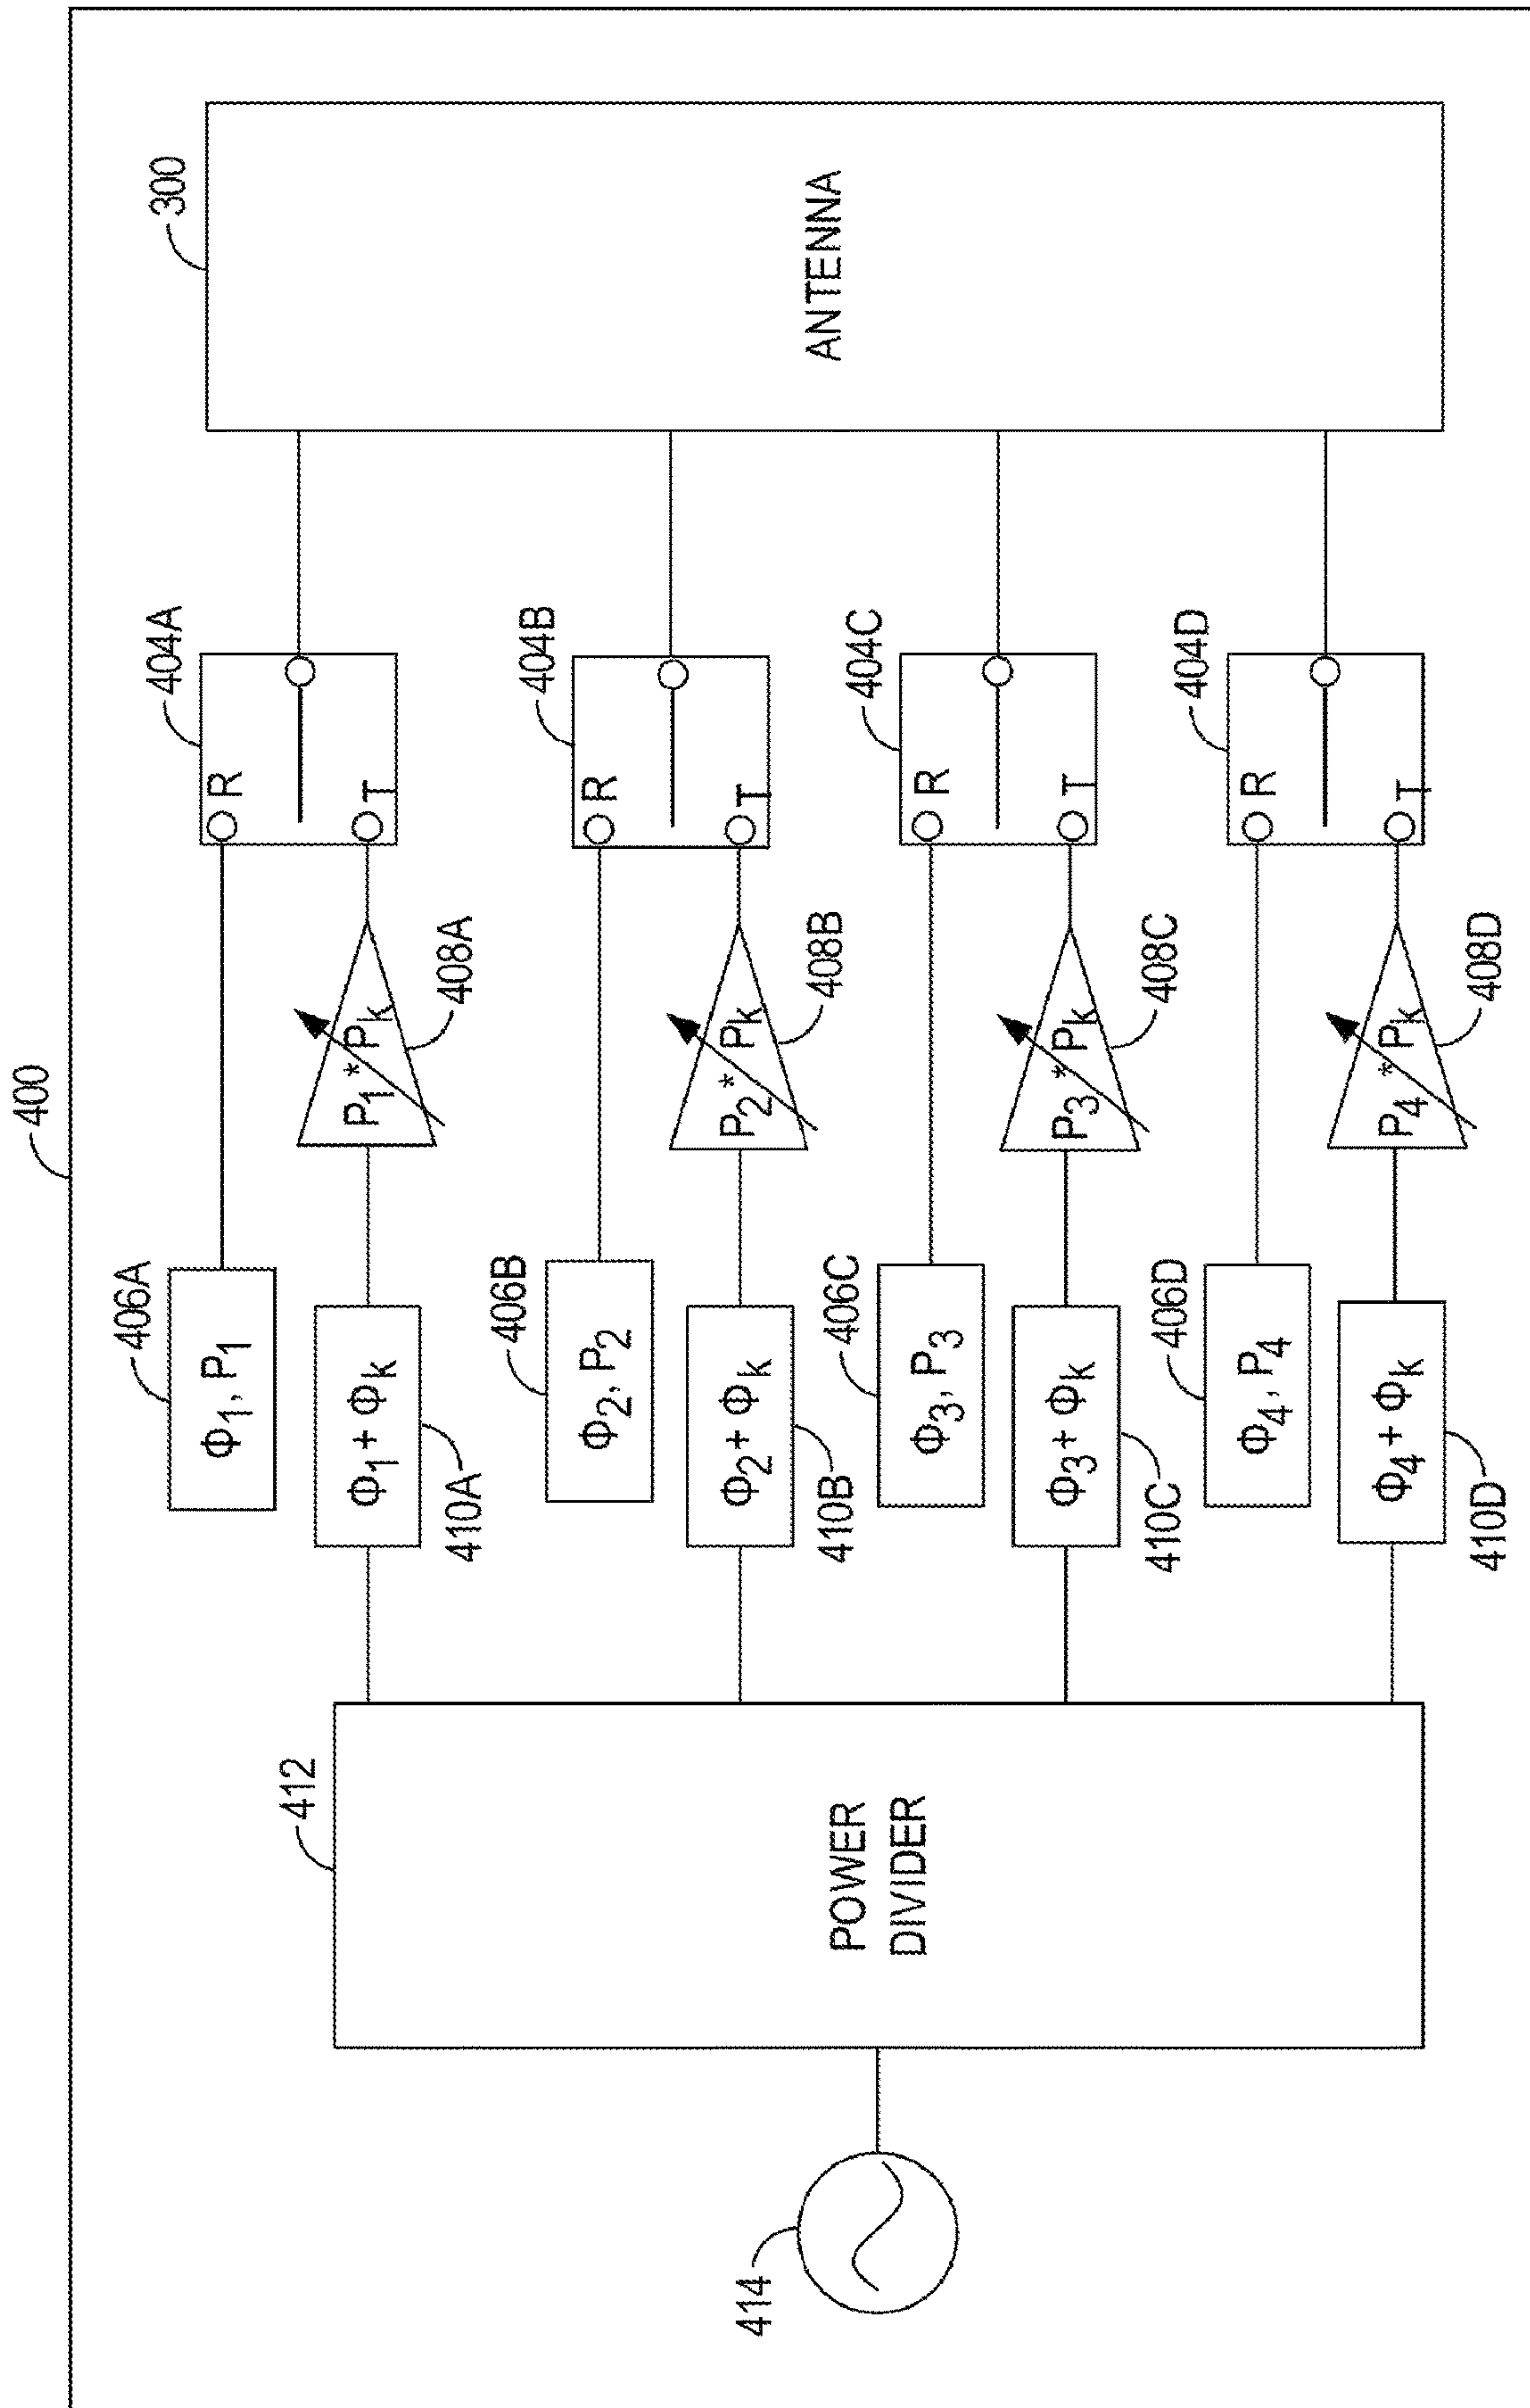 400
300
ANTENNA
404A
R
T
404B
R
T
404C
R
T
404D
R
T
406A
Φ1, P1
P1 * Pk
408A
Φ1 + Φk
410A
406B
Φ2, P2
P2 * Pk
408B
Φ2 + Φk
410B
406C
Φ3, P3
P3 * Pk
408C
Φ3 + Φk
410C
406D
Φ4, P4
P4 * Pk
408D
Φ4 + Φk
410D
412
POWER
DIVIDER
414